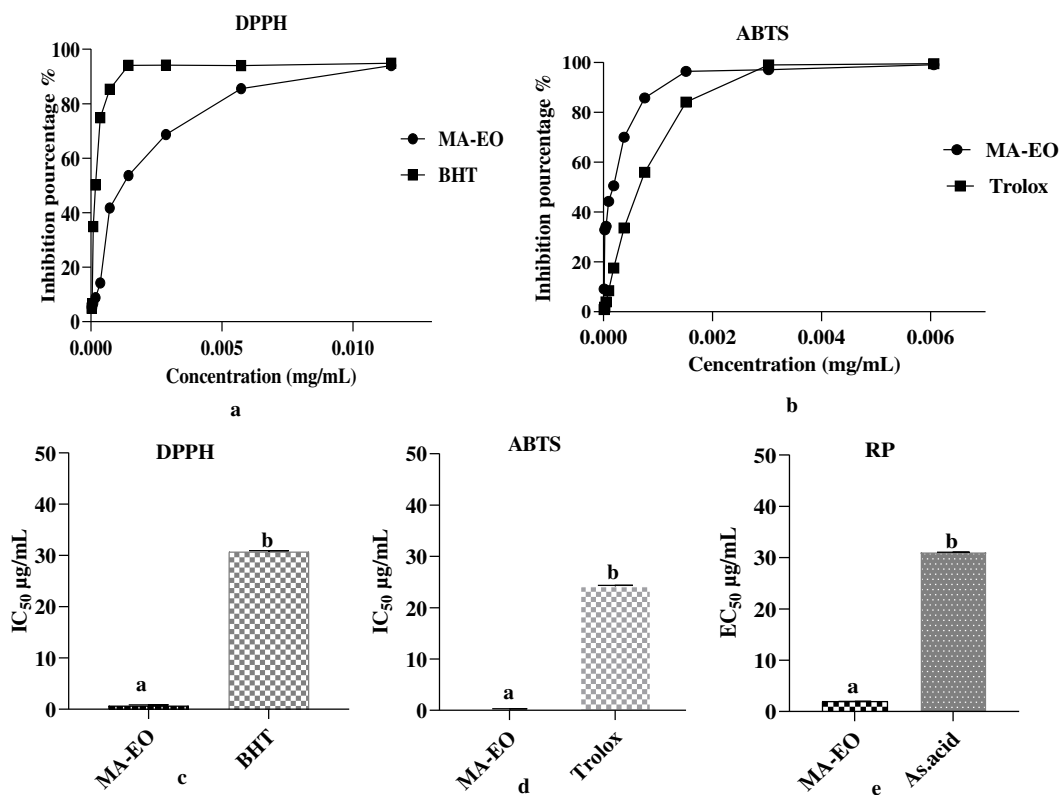 DPPH
Inhibition pourcentage %
100
80
60
40
20
0
0.000
0.005
0.010
Concentration (mg/mL)
MA-EO
BHT
a
ABTS
Inhibition pourcentage %
100
80
60
40
20
0
0.000
0.002
0.004
0.006
Cencentration (mg/mL)
MA-EO
Trolox
b
DPPH
IC50 µg/mL
50
40
30
20
10
0
a
b
MA-EO
BHT
c
ABTS
IC50 µg/mL
50
40
30
20
10
0
a
b
MA-EO
Trolox
d
RP
EC50 µg/mL
50
40
30
20
10
0
a
b
MA-EO
As.acid
e